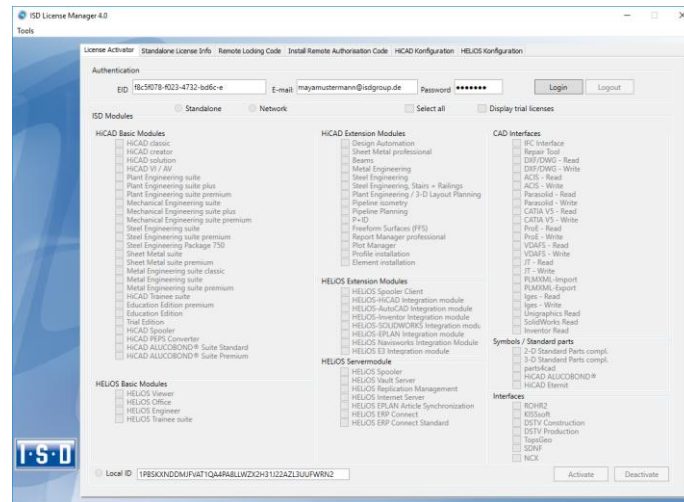 ISD License Manager 4.0
Tools
License Activator Standalone License Info Remote Loding Code Install Remote Authorisation Code HiCAD Konfiguration HELiOS Konfiguration
Authentication
EID f8c5f078-f023-4732-bd6c-e E-mail mayamustermann@isdgroup.de Password ●●●●●●● Login Logout
Standalone Network Select all Display trial licenses
ISD Modules
HiCAD Basic Modules
HiCAD classic
HiCAD creator
HiCAD solution
HiCAD VI / AV
Plant Engineering suite
Plant Engineering suite plus
Plant Engineering suite premium
Mechanical Engineering suite
Mechanical Engineering suite plus
Mechanical Engineering suite premium
Steel Engineering suite
Steel Engineering suite premium
Steel Engineering Package 750
Sheet Metal suite
Sheet Metal suite premium
Metal Engineering suite classic
Metal Engineering suite
Metal Engineering suite premium
HiCAD Trainee suite
Education Edition premium
Education Edition
Trial Edition
HiCAD Spooler
HiCAD PEPS Converter
HiCAD ALUCOBOND® Suite Standard
HiCAD ALUCOBOND® Suite Premium
HELiOS Basic Modules
HELiOS Viewer
HELiOS Office
HELiOS Engineer
HELiOS Trainee suite
HiCAD Extension Modules
Design Automation
Sheet Metal professional
Beams
Metal Engineering
Steel Engineering
Steel Engineering, Stairs + Railings
Plant Engineering / 3-D Layout Planning
Pipeline isometry
Pipeline Planning
P+ID
Freeform Surfaces (FFS)
Report Manager professional
Plot Manager
Profile installation
Element installation
HELiOS Extension Modules
HELiOS Spooler Client
HELiOS-HiCAD Integration module
HELiOS-AutoCAD Integration module
HELiOS-Inventor Integration module
HELiOS-SOLIDWORKS Integration modu
HELiOS-EPLAN Integration module
HELiOS Navisworks Integration Module
HELiOS E3 Integration module
HELiOS Servermodule
HELiOS Spooler
HELiOS Vault Server
HELiOS Replication Management
HELiOS Internet Server
HELiOS EPLAN Article Synchronization
HELiOS ERP Connect
HELiOS ERP Connect Standard
CAD Interfaces
IFC Interface
Repair Tool
DXF/DWG - Read
DXF/DWG - Write
ACIS - Read
ACIS - Write
Parasolid - Read
Parasolid - Write
CATIA V5 - Read
CATIA V5 - Write
ProE - Read
ProE - Write
VDAFS - Read
VDAFS - Write
JT - Read
JT - Write
PLMXML-Import
PLMXML-Export
Iges - Read
Iges - Write
Unigraphics Read
SolidWorks Read
Inventor Read
Symbols / Standard parts
2-D Standard Parts compl.
3-D Standard Parts compl.
parts4cad
HiCAD ALUCOBOND®
HiCAD Eternit
Interfaces
ROHR2
KISSsoft
DSTV Construction
DSTV Production
TopsGeo
SDNF
NCX
I·S·D
Local ID 1PBSKXNDDMJFVAT1QA4PA8LLWZX2H31J22AZL3UUFWRN2 Activate Deactivate